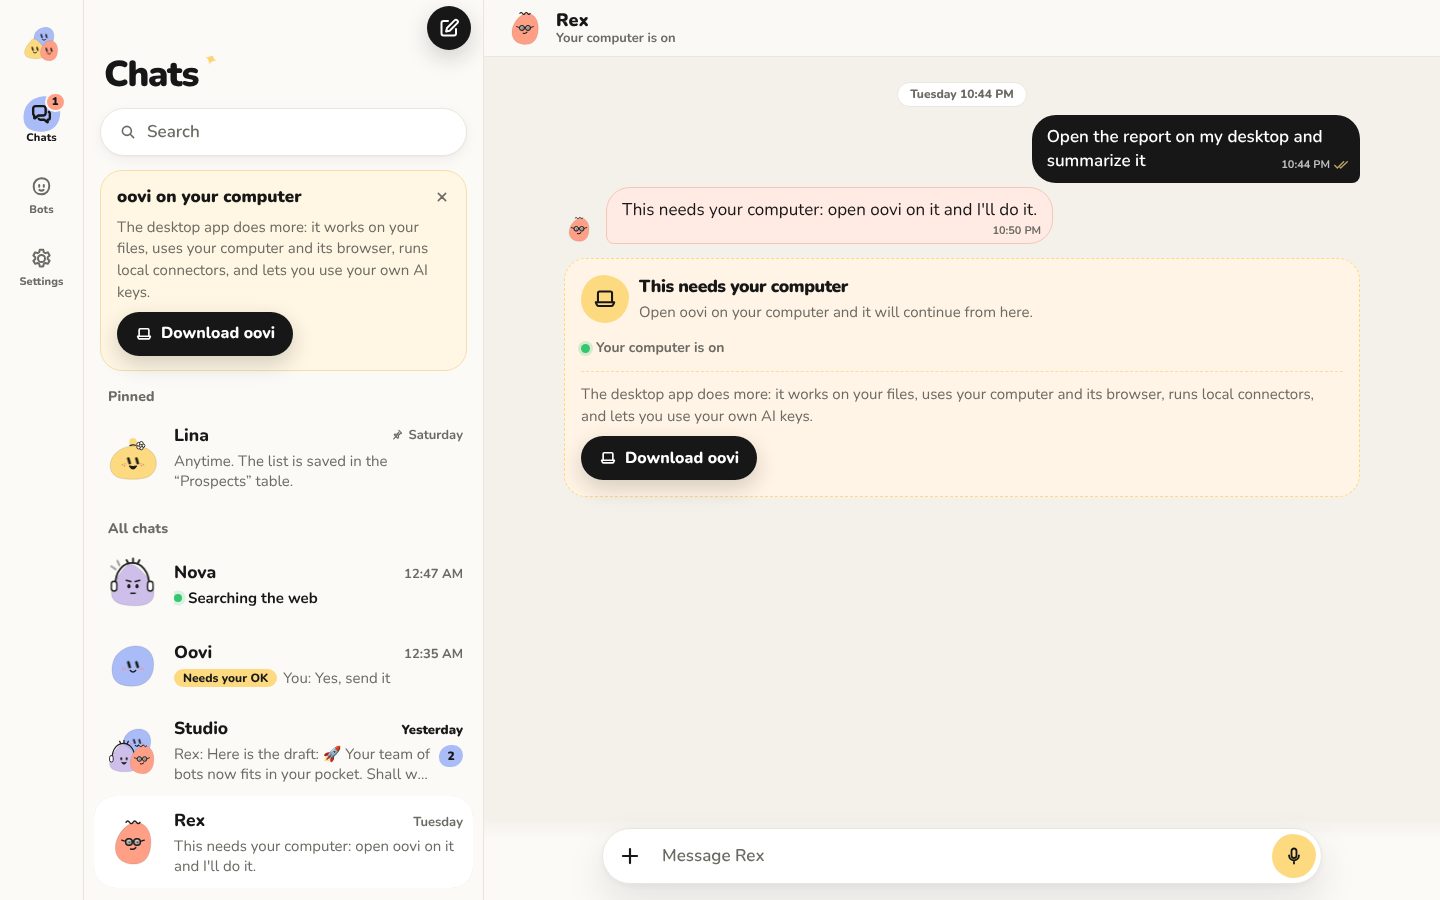 1
Chats
Bots
Settings
Chats
Search
oovi on your computer
The desktop app does more: it works on your
files, uses your computer and its browser, runs
local connectors, and lets you use your own AI
keys.
Download oovi
Pinned
Lina
Saturday
Anytime. The list is saved in the
“Prospects” table.
All chats
Nova
12:47 AM
Searching the web
Oovi
12:35 AM
Needs your OK You: Yes, send it
Studio
Yesterday
Rex: Here is the draft: 🚀 Your team of
bots now fits in your pocket. Shall w...
2
Rex
Tuesday
This needs your computer: open oovi on it
and I'll do it.
Rex
Your computer is on
Tuesday 10:44 PM
Open the report on my desktop and
summarize it
10:44 PM
This needs your computer: open oovi on it and I'll do it.
10:50 PM
This needs your computer
Open oovi on your computer and it will continue from here.
Your computer is on
The desktop app does more: it works on your files, uses your computer and its browser, runs local connectors,
and lets you use your own AI keys.
Download oovi
Message Rex